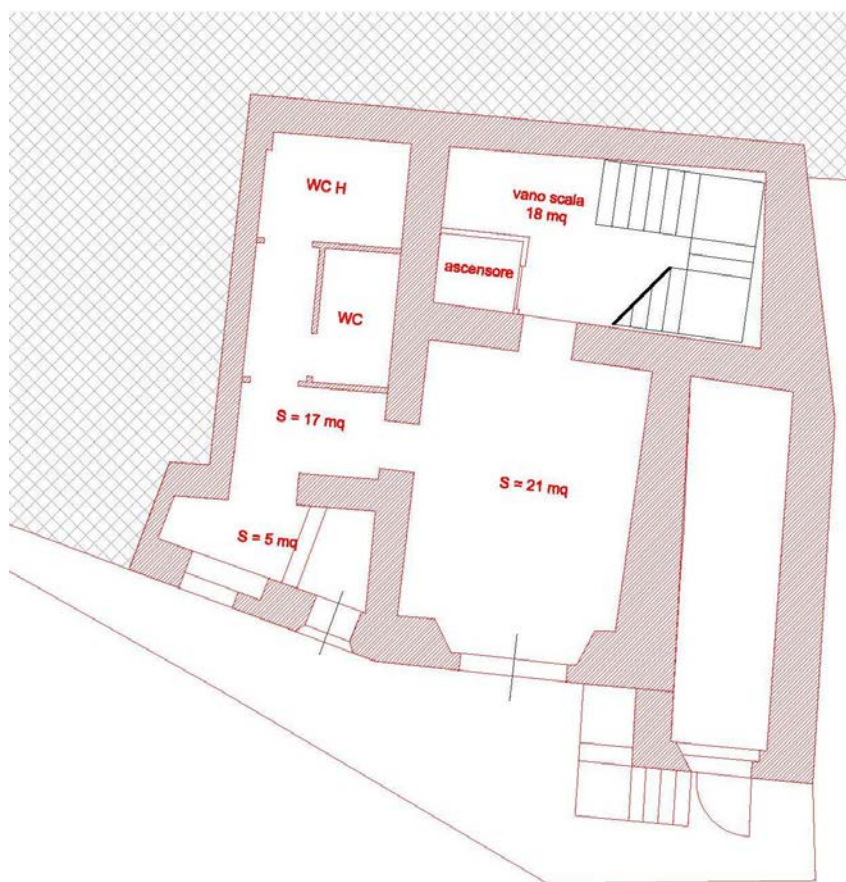 WC H
vano scala
18 mq
ascensore
WC
S = 17 mq
S = 21 mq
S = 5 mq